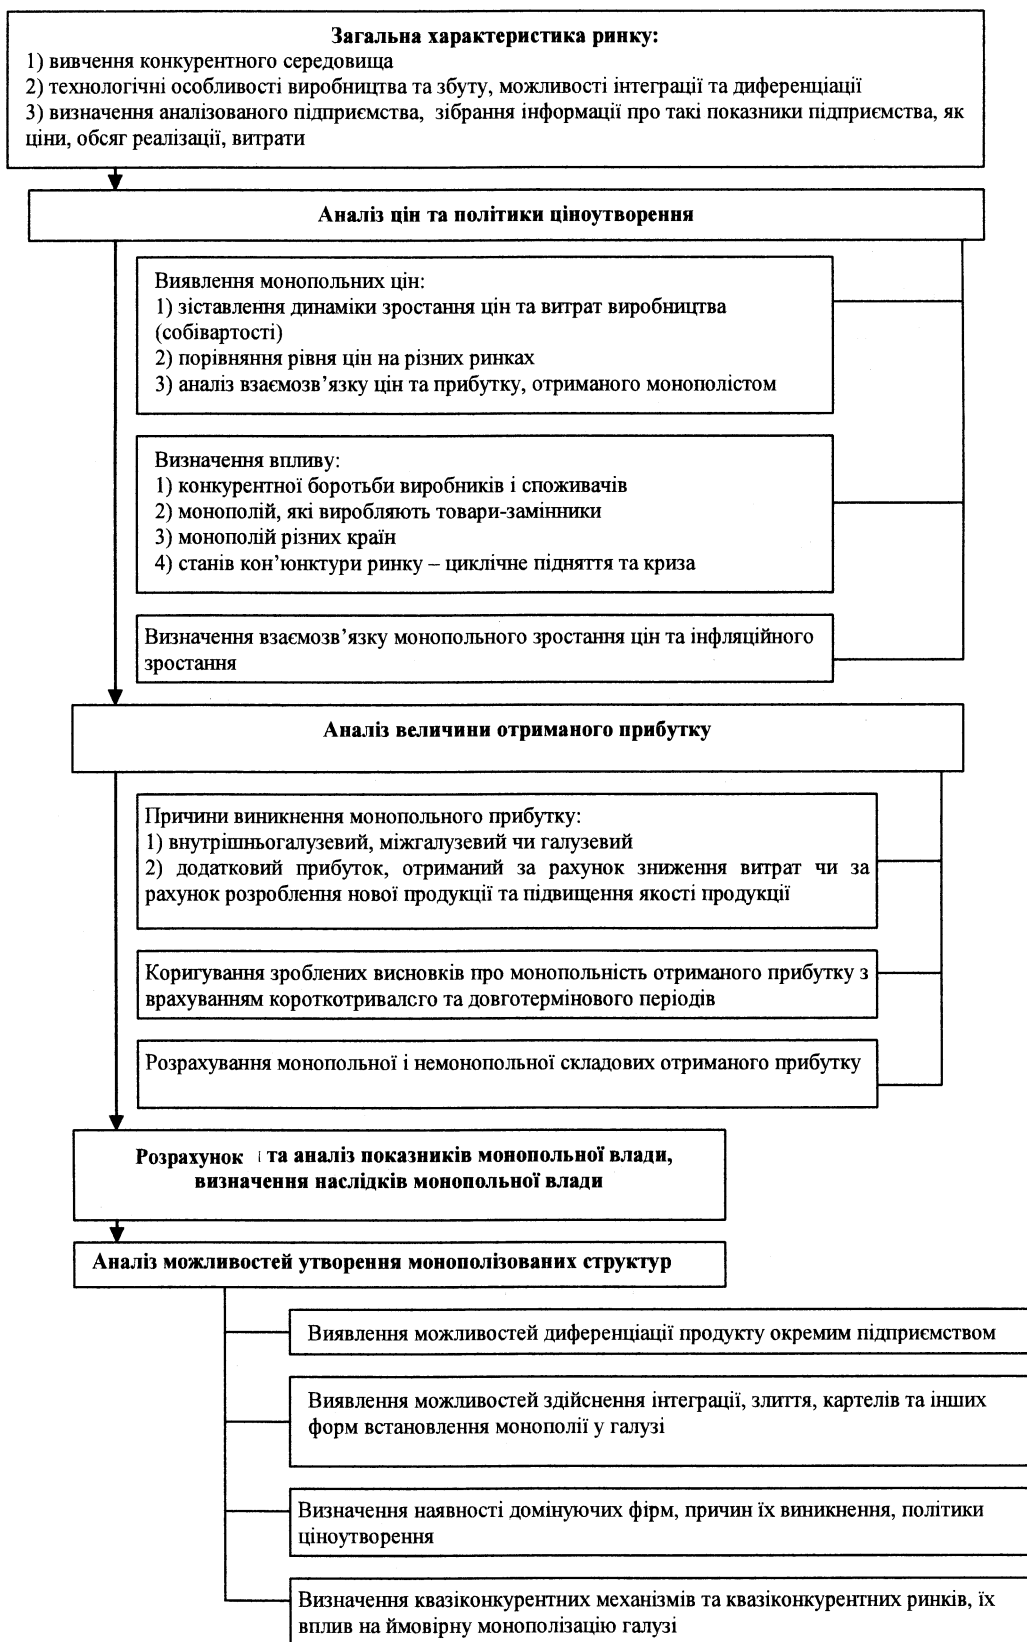 Загальна характеристика ринку:
1) вивчення конкурентного середовища
2) технологічні особливості виробництва та збуту, можливості інтеграції та диференціації
3) визначення аналізованого підприємства, зібрання інформації про такі показники підприємства, як
ціни, обсяг реалізації, витрати
Аналіз цін та політики ціноутворення
Виявлення монопольних цін:
1) зіставлення динаміки зростання цін та витрат виробництва
(собівартості)
2) порівняння рівня цін на різних ринках
3) аналіз взаємозв’язку цін та прибутку, отриманого монополістом
Визначення впливу:
1) конкурентної боротьби виробників і споживачів
2) монополій, які виробляють товари-замінники
3) монополій різних країн
4) станів кон’юнктури ринку – циклічне підняття та криза
Визначення взаємозв’язку монопольного зростання цін та інфляційного
зростання
Аналіз величини отриманого прибутку
Причини виникнення монопольного прибутку:
1) внутрішньогалузевий, міжгалузевий чи галузевий
2) додатковий прибуток, отриманий за рахунок зниження витрат чи за
рахунок розроблення нової продукції та підвищення якості продукції
Коригування зроблених висновків про монопольність отриманого прибутку з
врахуванням короткотривалсго та довготермінового періодів
Розрахування монопольної і немонопольної складових отриманого прибутку
Розрахунок та аналіз показників монопольної влади,
визначення наслідків монопольної влади
Аналіз можливостей утворення монополізованих структур
Виявлення можливостей диференціації продукту окремим підприємством
Виявлення можливостей здійснення інтеграції, злиття, картелів та інших
форм встановлення монополії у галузі
Визначення наявності домінуючих фірм, причин їх виникнення, політики
ціноутворення
Визначення квазіконкурентних механізмів та квазіконкурентних ринків, їх
вплив на ймовірну монополізацію галузі